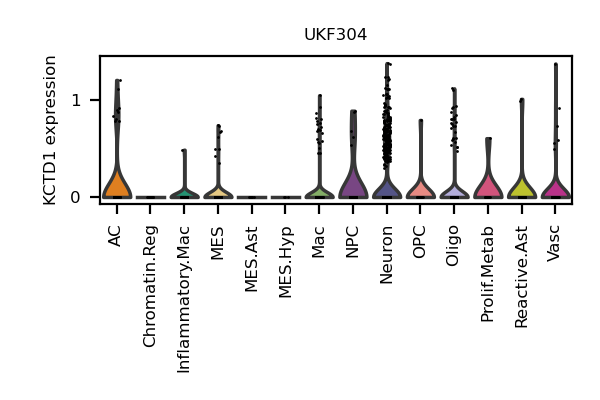 UKF304
KCTD1 expression
1
0
AC
Chromatin.Reg
Inflammatory.Mac
MES
MES.Ast
MES.Hyp
Mac
NPC
Neuron
OPC
Oligo
Prolif.Metab
Reactive.Ast
Vasc